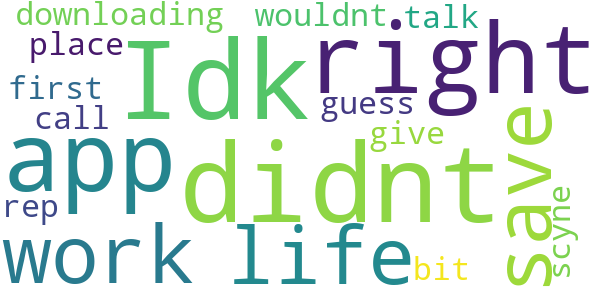 downloading wouldnt talk
place Idk right
first
call guess
app didnt give save
rep
work life bit scyne